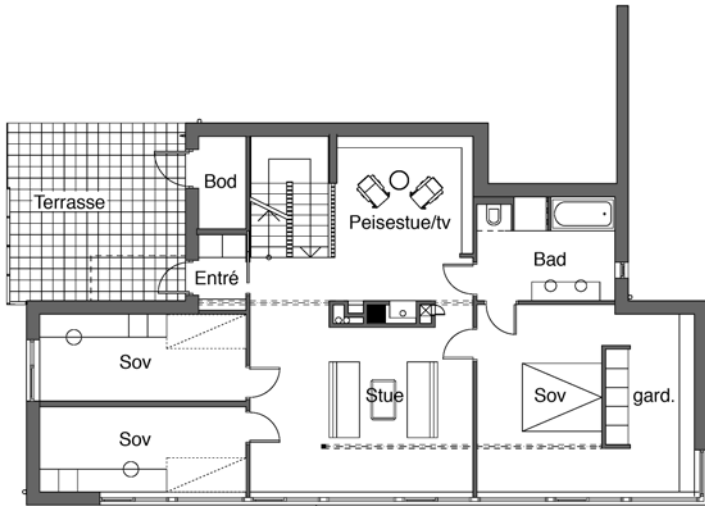 Bod
Terrasse
Peisestue/tv
Bad
Entré
Sov
Stue
Sov
gard.
Sov